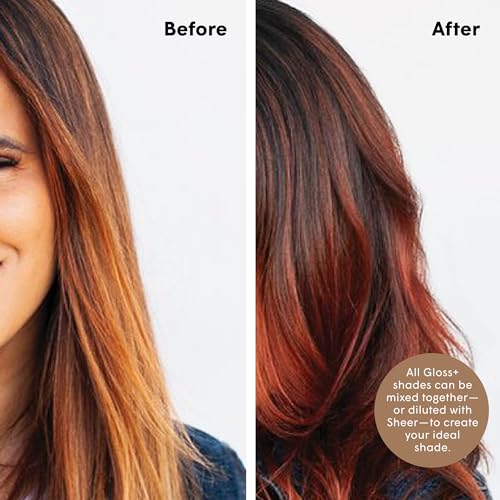 Before
After
All Gloss+
shades can be
mixed together—
or diluted with
Sheer—to create
your ideal
shade.